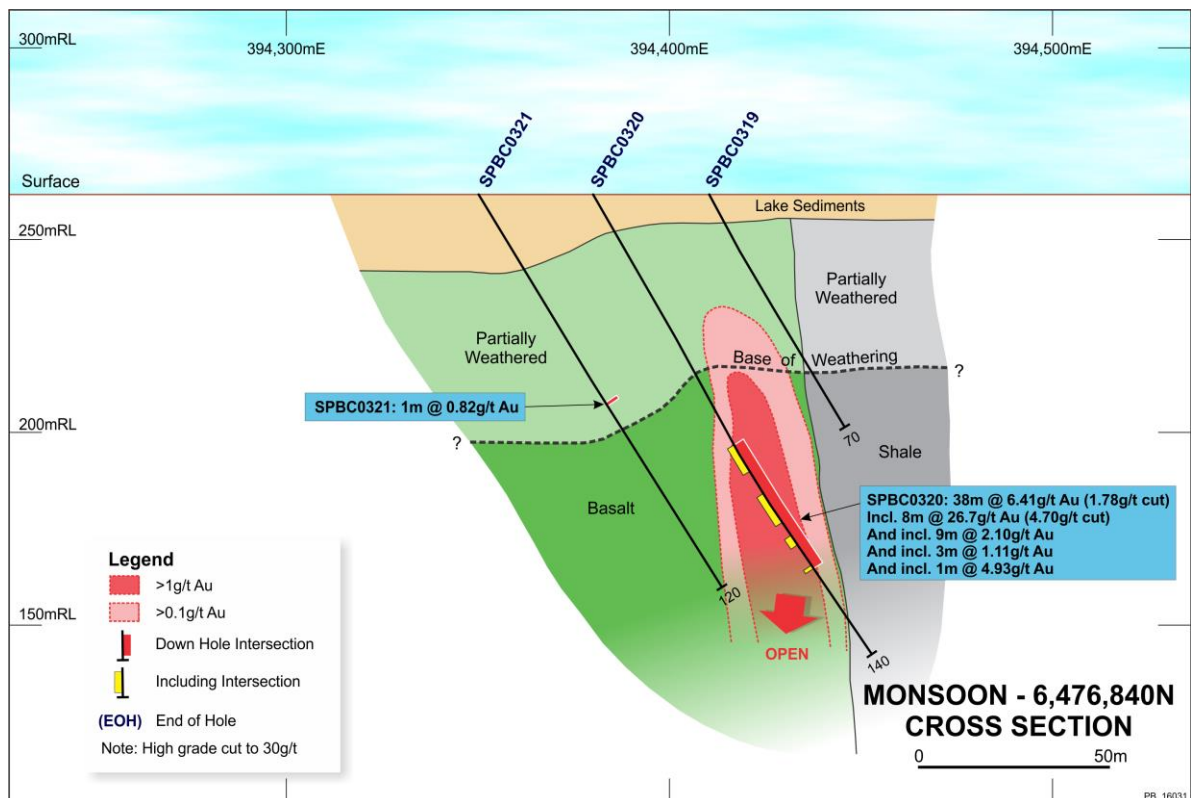 300mRL
394,300mE
394,400mE
394,500mE
SPBC0321
SPBC0320
SPBC0319
Surface
Lake Sediments
250mRL
Partially
Weathered
Partially
Weathered
Base of Weathering
?
SPBC0321: 1m @ 0.82g/t Au
200mRL
?
70
Shale
Basalt
SPBC0320: 38m @ 6.41g/t Au (1.78g/t cut)
Incl. 8m @ 26.7g/t Au (4.70g/t cut)
And incl. 9m @ 2.10g/t Au
And incl. 3m @ 1.11g/t Au
And incl. 1m @ 4.93g/t Au
Legend
>1g/t Au
>0.1g/t Au
Down Hole Intersection
Including Intersection
(EOH) End of Hole
Note: High grade cut to 30g/t
120
150mRL
OPEN
140
MONSOON - 6,476,840N
CROSS SECTION
0
50m
PB_16031